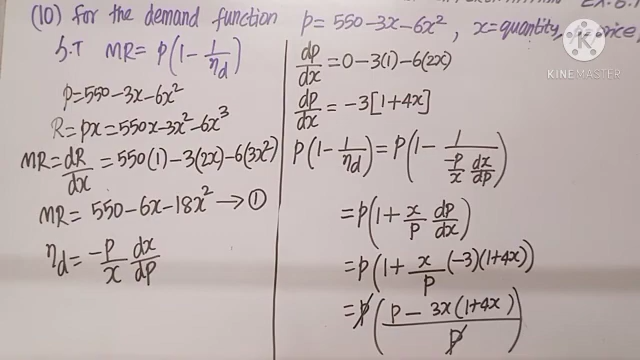 (10) for the demand function p = 550-3x-6x², x=quantity,
S.T MR = p(1 - 1/ηd)
p=550-3x-6x²
R = px = 550x-3x²-6x³
MR = dR/dx = 550(1)-3(2x)-6(3x²)
MR = 550-6x-18x² → ①
ηd = -p/x dx/dp
dp/dx = 0-3(1)-6(2x)
dp/dx = -3[1+4x]
p(1 - 1/ηd) = p(1 - 1/(-p/x dx/dp))
= p(1 + x/p dp/dx)
= p(1 + x/p (-3)(1+4x))
= p((p - 3x(1+4x))/p)
KINEMASTER